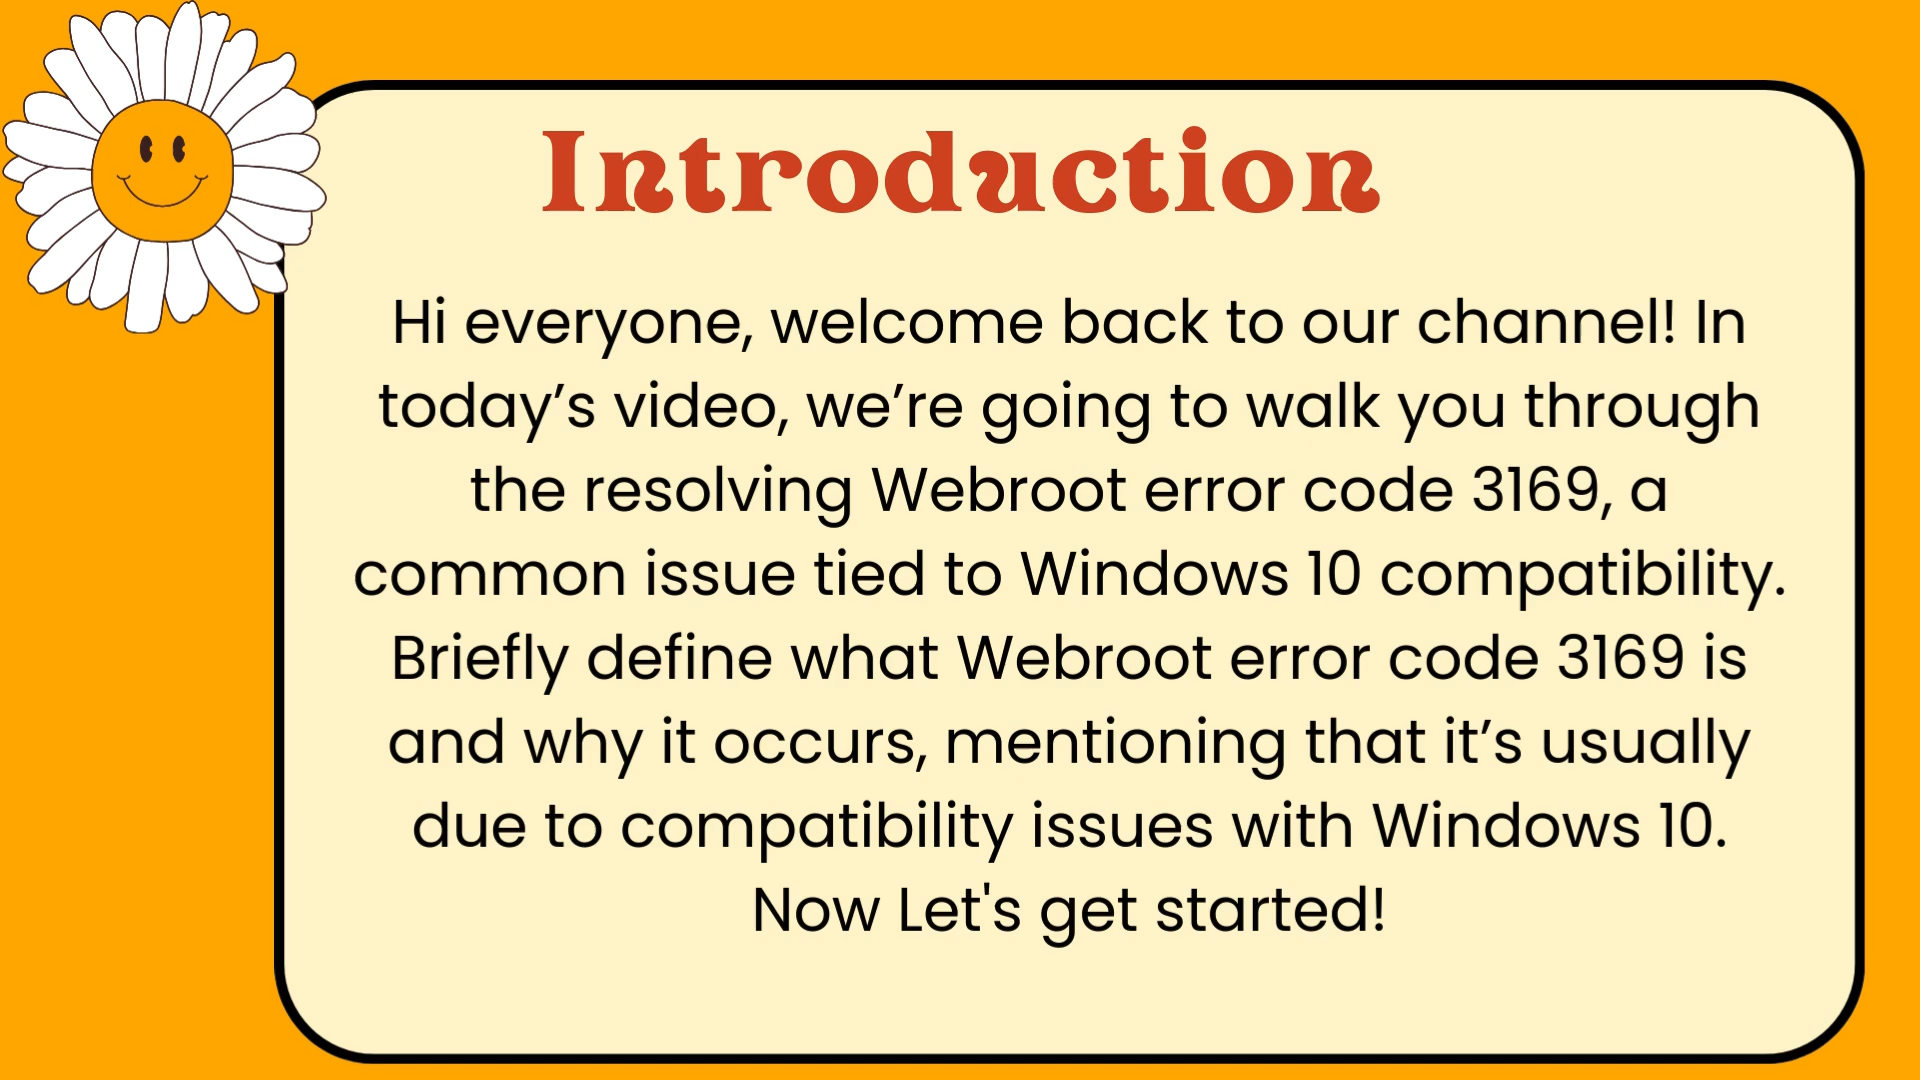 Introduction
Hi everyone, welcome back to our channel! In
today’s video, we’re going to walk you through
the resolving Webroot error code 3169, a
common issue tied to Windows 10 compatibility.
Briefly define what Webroot error code 3169 is
and why it occurs, mentioning that it’s usually
due to compatibility issues with Windows 10.
Now Let's get started!